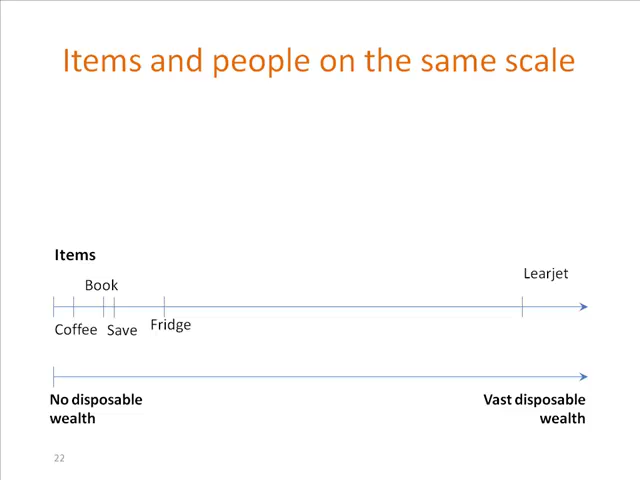 Items and people on the same scale
Items
Book
Learjet
Coffee
Save
Fridge
No disposable
wealth
Vast disposable
wealth
22